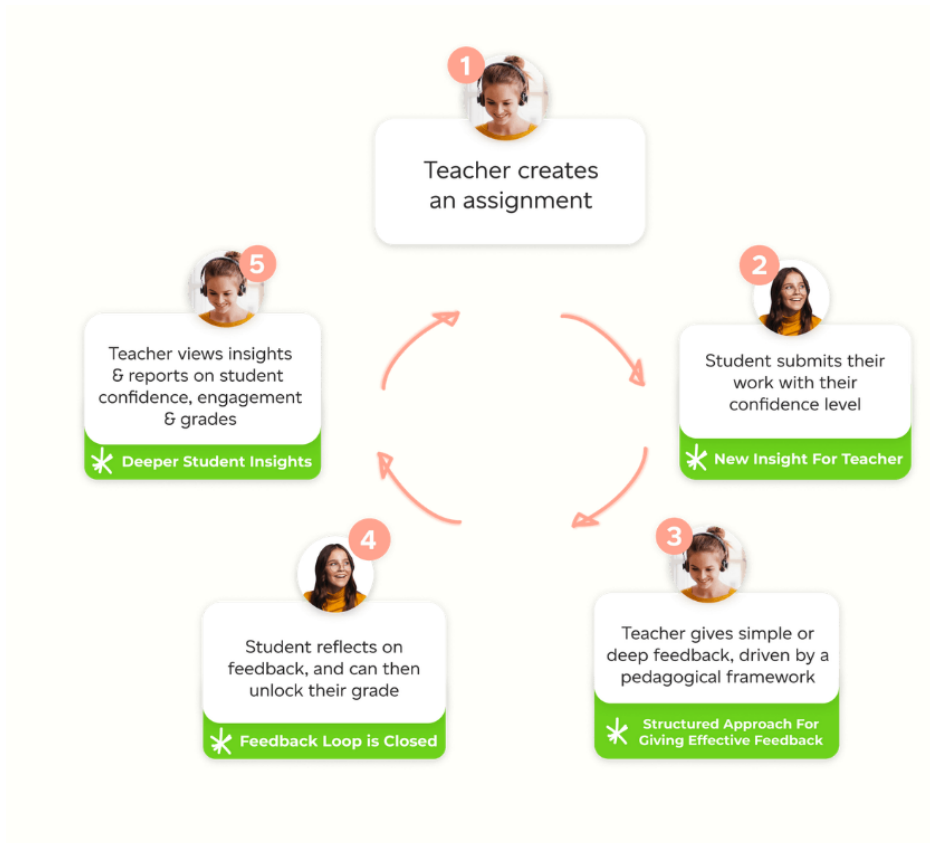 1
Teacher creates
an assignment
2
Student submits their
work with their
confidence level
New Insight For Teacher
3
Teacher gives simple or
deep feedback, driven by a
pedagogical framework
Structured Approach For
Giving Effective Feedback
4
Student reflects on
feedback, and can then
unlock their grade
Feedback Loop is Closed
5
Teacher views insights
& reports on student
confidence, engagement
& grades
Deeper Student Insights